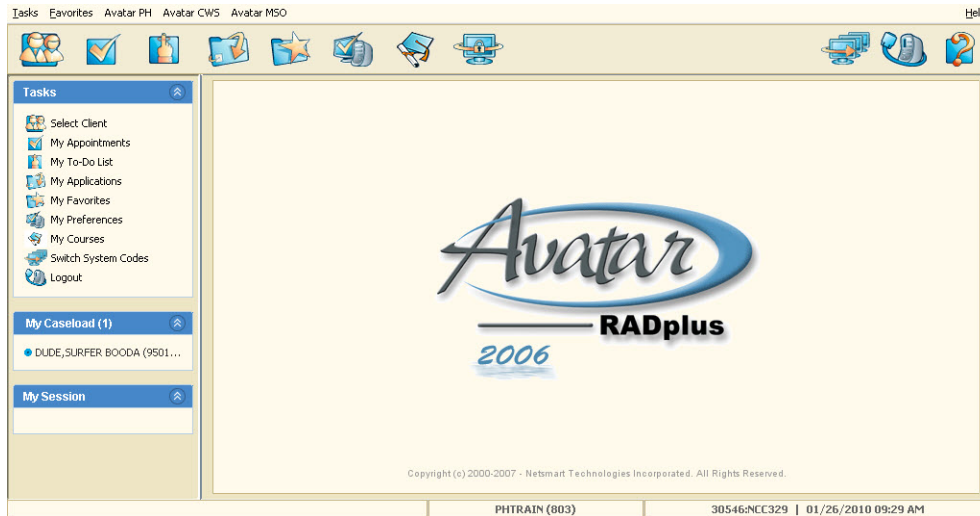 Tasks Favorites Avatar PH Avatar CWS Avatar MSO Hel
Tasks
Select Client
My Appointments
My To-Do List
My Applications
My Favorites
My Preferences
My Courses
Switch System Codes
Logout
My Caseload (1)
DUDE,SURFER BOODA (9501...
My Session
Avatar
RADplus
2006
Copyright (c) 2000-2007 - Netsmart Technologies Incorporated. All Rights Reserved.
PHTRAIN (803) 30546:NCC329 | 01/26/2010 09:29 AM